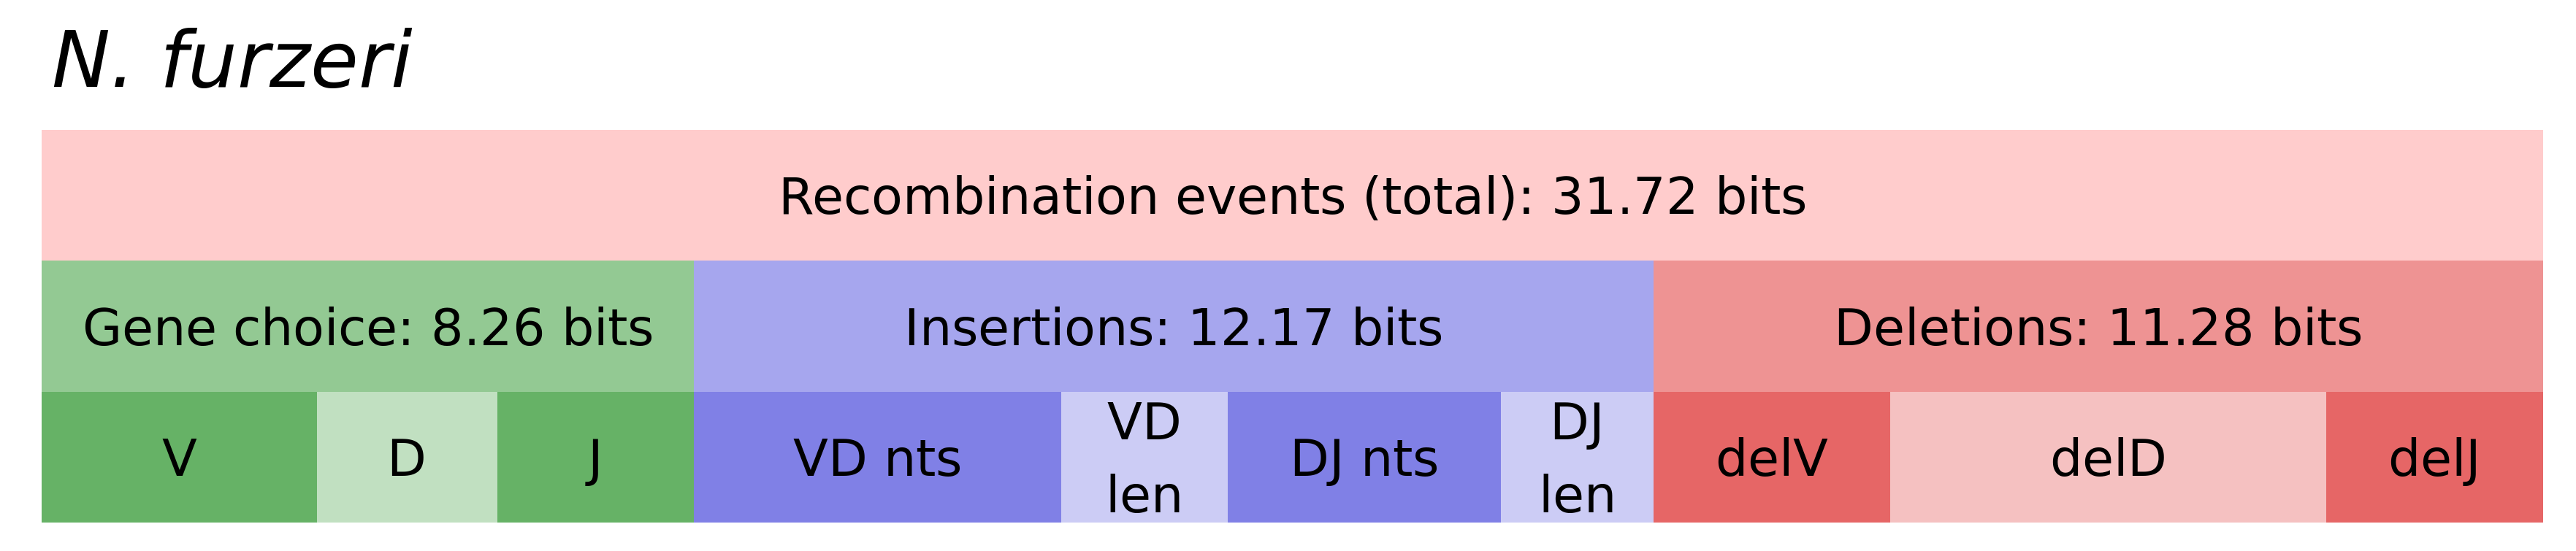 N. furzeri
Recombination events (total): 31.72 bits
Gene choice: 8.26 bits
Insertions: 12.17 bits
Deletions: 11.28 bits
V
D
J
VD nts
VD
len
DJ nts
DJ
len
delV
delD
delJ